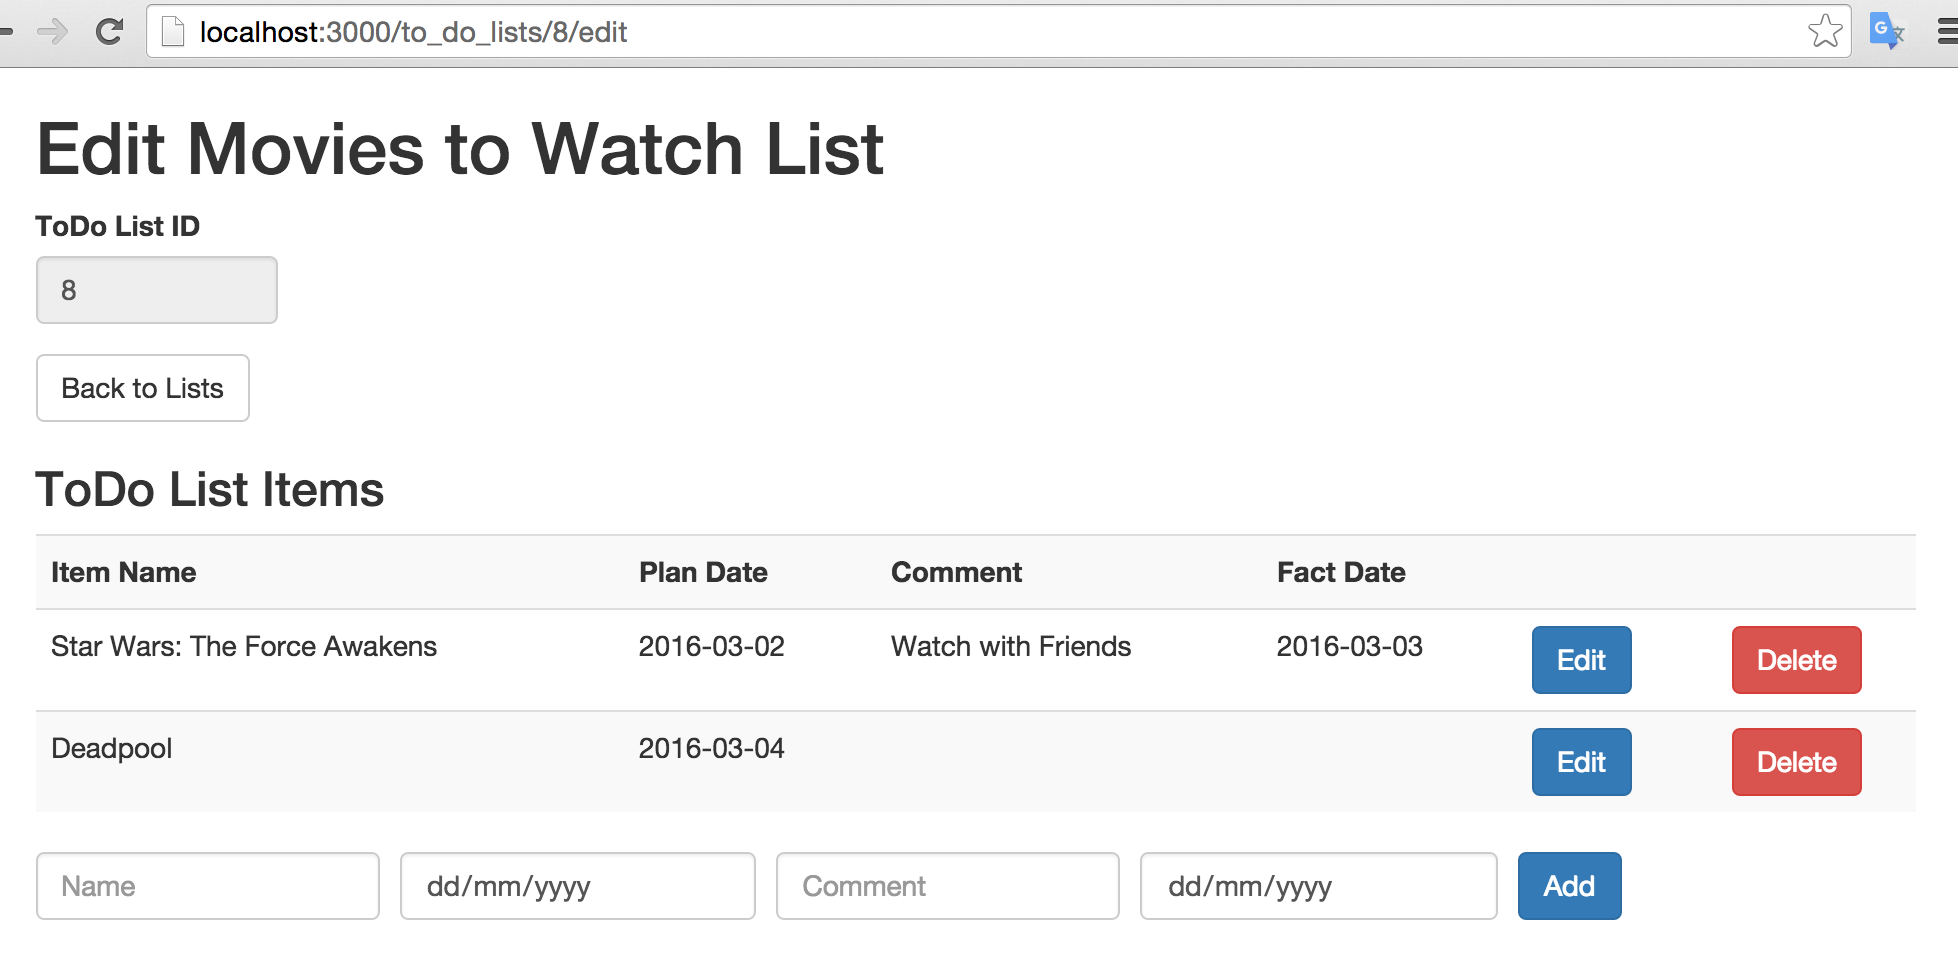 localhost:3000/to_do_lists/8/edit
Edit Movies to Watch List
ToDo List ID
8
Back to Lists
ToDo List Items
Item Name Plan Date Comment Fact Date
Star Wars: The Force Awakens 2016-03-02 Watch with Friends 2016-03-03 Edit Delete
Deadpool 2016-03-04 Edit Delete
Name dd/mm/yyyy Comment dd/mm/yyyy Add